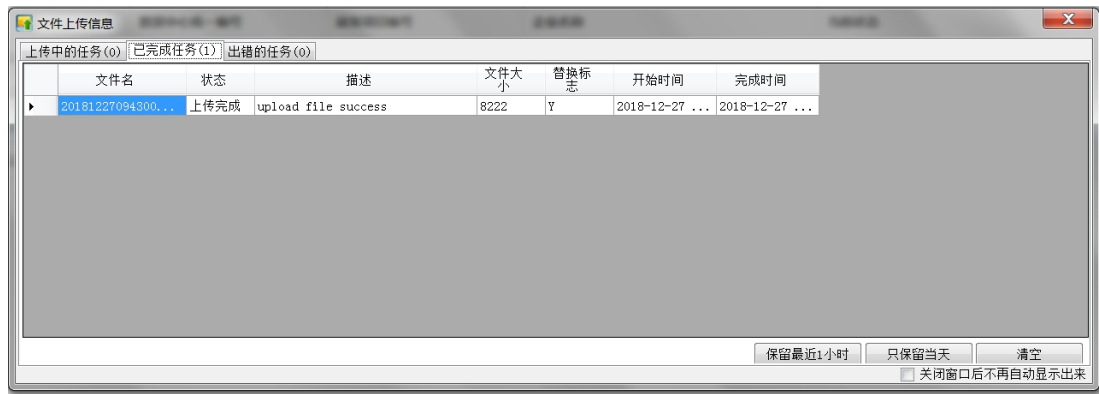 文件上传信息
上传中的任务(0) 已完成任务(1) 出错的任务(0)
文件名 状态 描述 文件大小 替换标志 开始时间 完成时间
20181227094300... 上传完成 upload file success 8222 Y 2018-12-27 ... 2018-12-27 ...
保留最近1小时 只保留当天 清空
关闭窗口后不再自动显示出来